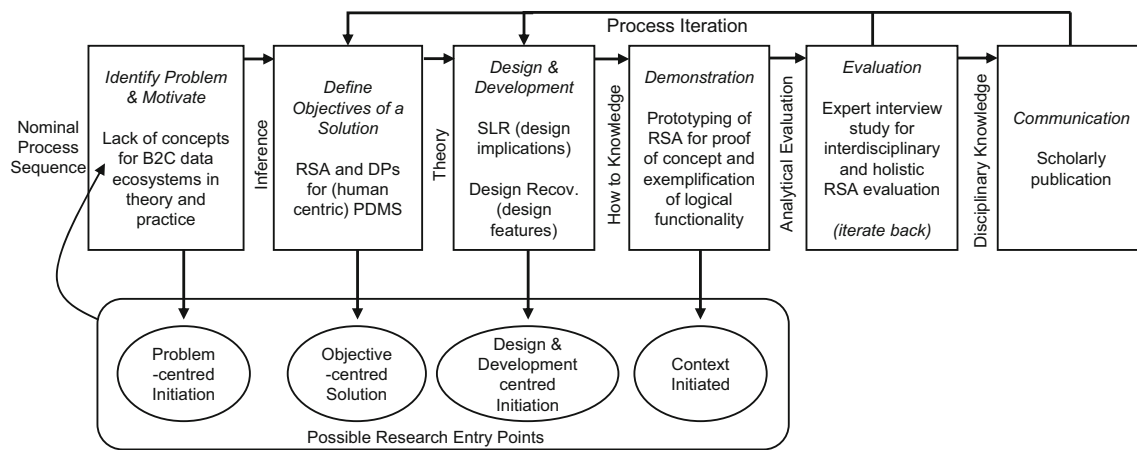 Process Iteration
Nominal
Process
Sequence
Identify Problem
& Motivate
Lack of concepts
for B2C data
ecosystems in
theory and
practice
Inference
Define
Objectives of a
Solution
RSA and DPs
for (human
centric) PDMS
Theory
Design &
Development
SLR (design
implications)
Design Recov.
(design
features)
How to Knowledge
Demonstration
Prototyping of
RSA for proof
of concept and
exemplification
of logical
functionality
Analytical Evaluation
Evaluation
Expert interview
study for
interdisciplinary
and holistic
RSA evaluation
(iterate back)
Disciplinary Knowledge
Communication
Scholarly
publication
Problem
-centred
Initiation
Objective
-centred
Solution
Design &
Development
centred
Initiation
Context
Initiated
Possible Research Entry Points